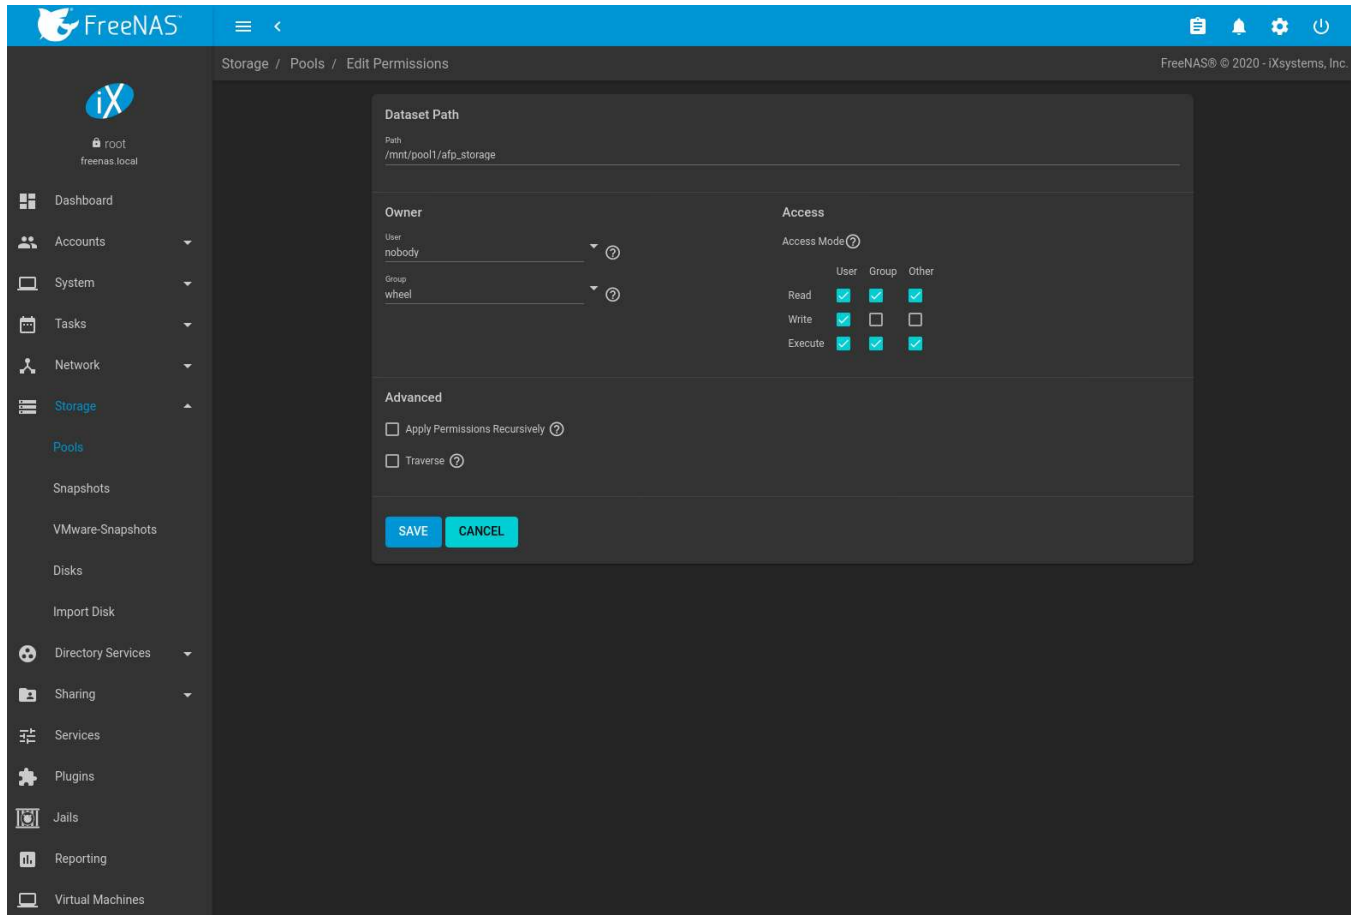 FreeNAS™
Storage / Pools / Edit Permissions
FreeNAS® © 2020 - iXsystems, Inc.
iX
root
freenas.local
Dashboard
Accounts
System
Tasks
Network
Storage
Pools
Snapshots
VMware-Snapshots
Disks
Import Disk
Directory Services
Sharing
Services
Plugins
Jails
Reporting
Virtual Machines
Dataset Path
Path
/mnt/pool1/afp_storage
Owner
User
nobody
Group
wheel
Access
Access Mode
User Group Other
Read
Write
Execute
Advanced
Apply Permissions Recursively
Traverse
SAVE CANCEL